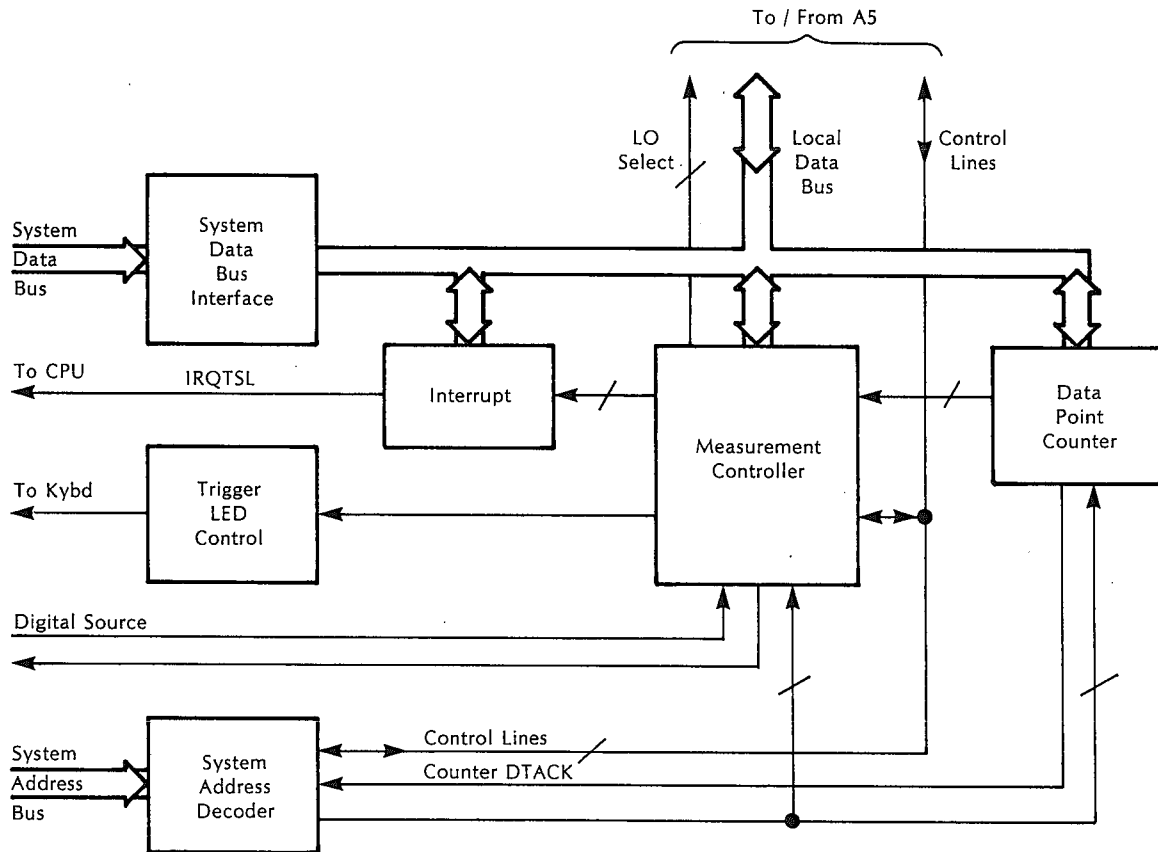 To / From A5
LO
Select
Local
Data
Bus
Control
Lines
System
Data
Bus
System
Data
Bus
Interface
To CPU
IRQTSL
Interrupt
Measurement
Controller
Data
Point
Counter
To Kybd
Trigger
LED
Control
Digital Source
System
Address
Bus
System
Address
Decoder
Control Lines
Counter DTACK